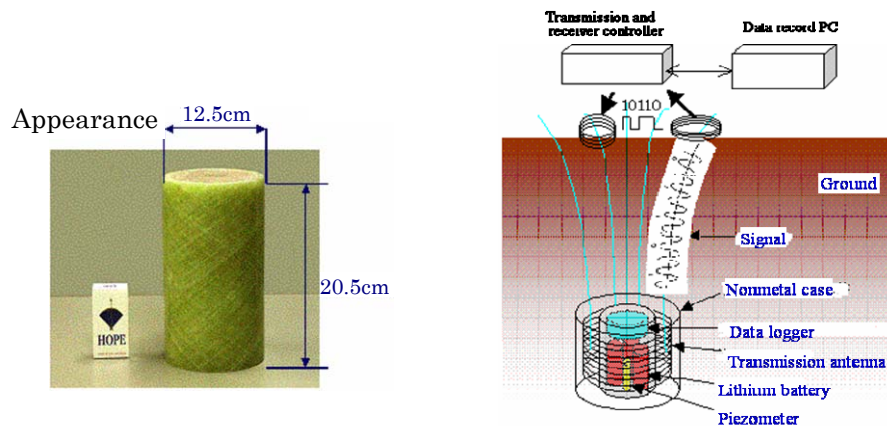 Appearance
12.5cm
20.5cm
HOPE
Transmission and
receiver controller
Data record PC
10110
Ground
Signal
Nonmetal case
Data logger
Transmission antenna
Lithium battery
Piezometer